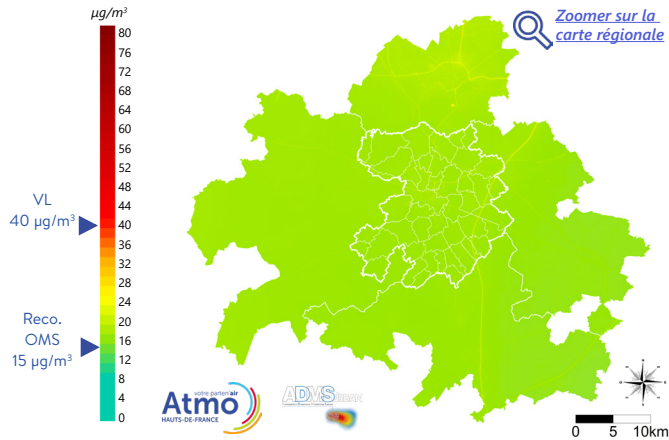 µg/m³
80
76
72
68
64
60
56
52
48
44
40
36
32
28
24
20
16
12
8
4
0
VL
40 µg/m³
Reco.
OMS
15 µg/m³
Zoomer sur la
carte régionale
votre parten'air
Atmo
HAUTS-DE-FRANCE
ADMS URBAN
0 5 10km